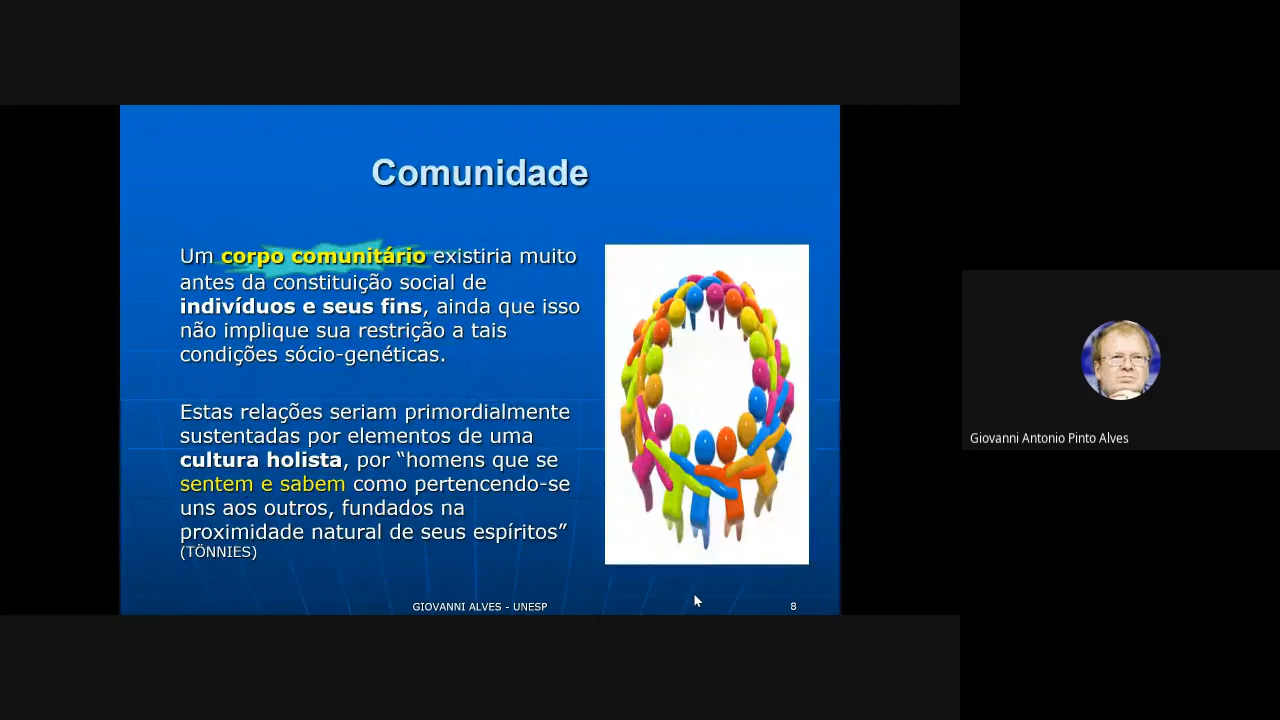 Comunidade
Um corpo comunitário existiria muito
antes da constituição social de
indivíduos e seus fins, ainda que isso
não implique sua restrição a tais
condições sócio-genéticas.
Estas relações seriam primordialmente
sustentadas por elementos de uma
cultura holista, por “homens que se
sentem e sabem como pertencendo-se
uns aos outros, fundados na
proximidade natural de seus espíritos”
(TÖNNIES)
GIOVANNI ALVES - UNESP
8
Giovanni Antonio Pinto Alves